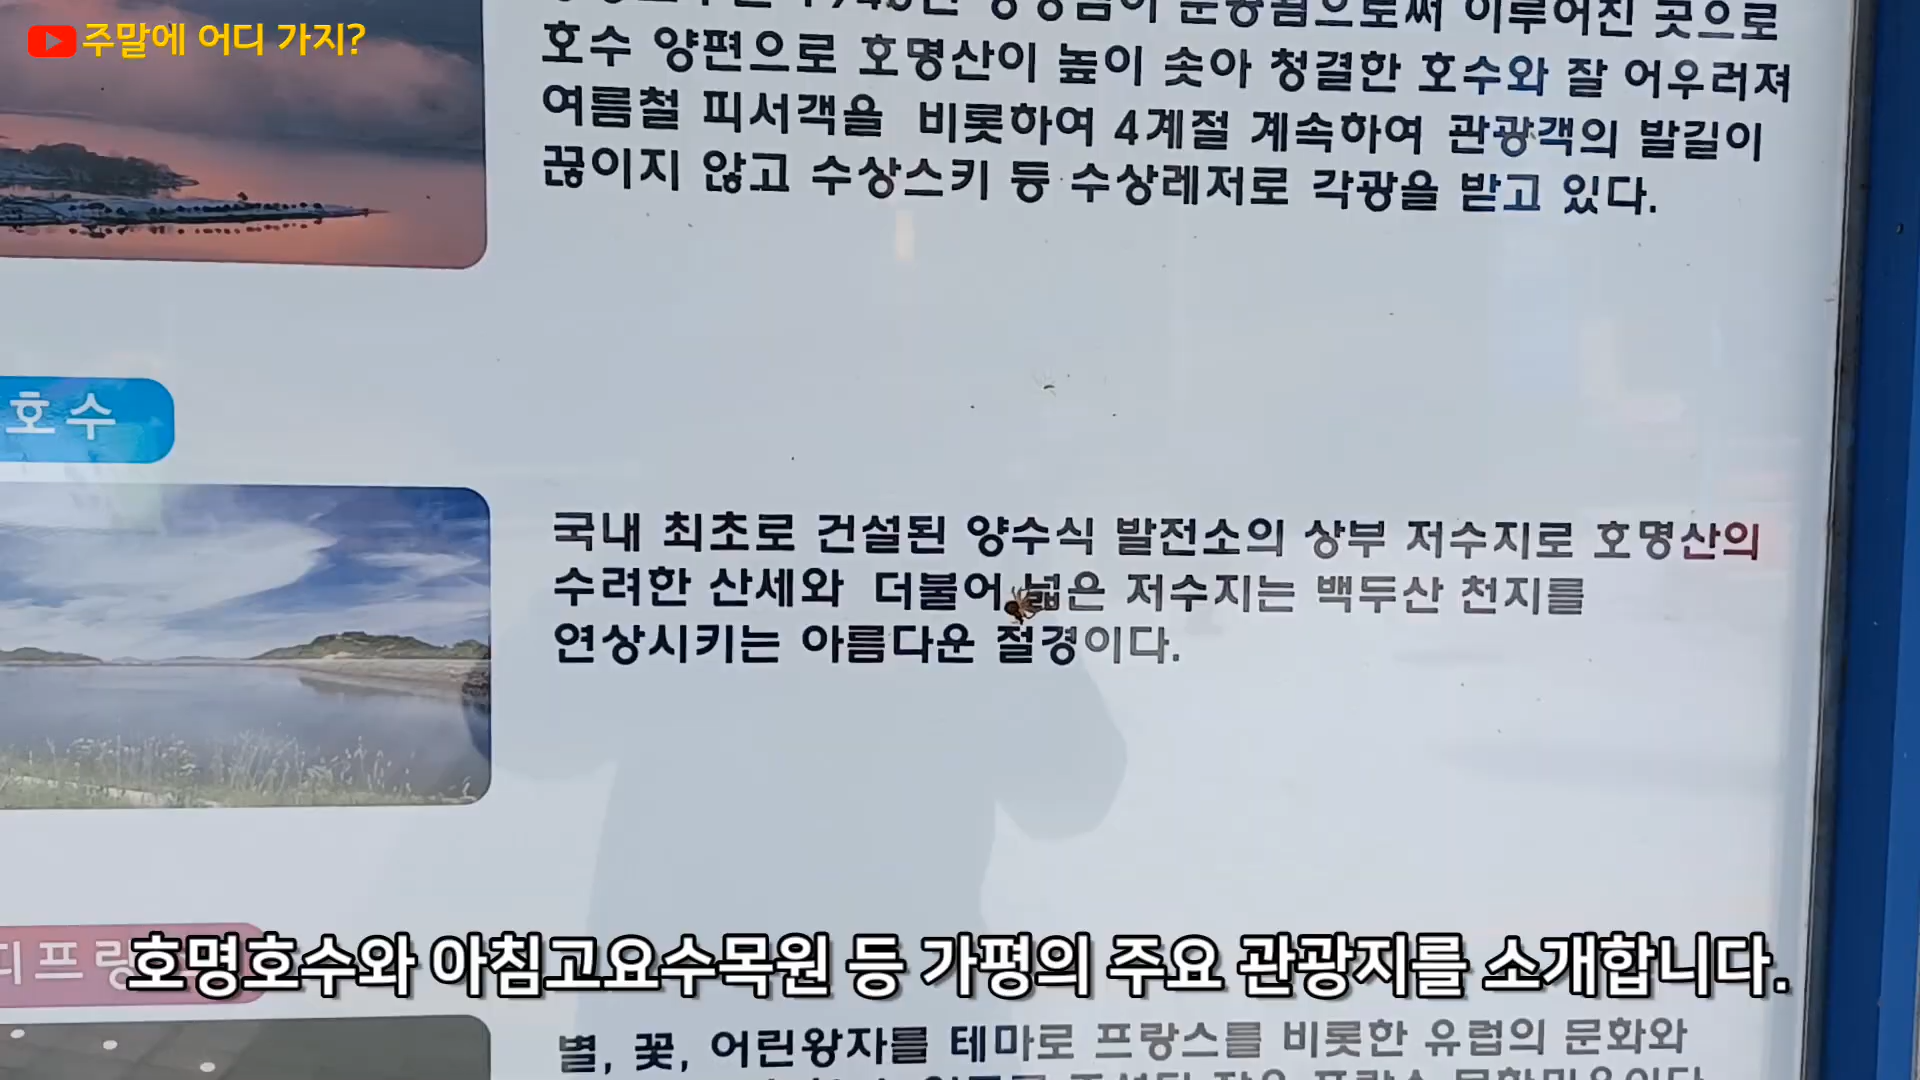 주말에 어디 가지?
이루어진 곳으로
호수 양편으로 호명산이 높이 솟아 청결한 호수와 잘 어우러져
여름철 피서객을 비롯하여 4계절 계속하여 관광객의 발길이
끊이지 않고 수상스키 등 수상레저로 각광을 받고 있다.
호수
국내 최초로 건설된 양수식 발전소의 상부 저수지로 호명산의
수려한 산세와 더불어 넓은 저수지는 백두산 천지를
연상시키는 아름다운 절경이다.
디프랑
호명호수와 아침고요수목원 등 가평의 주요 관광지를 소개합니다.
별, 꽃, 어린왕자를 테마로 프랑스를 비롯한 유럽의 문화와